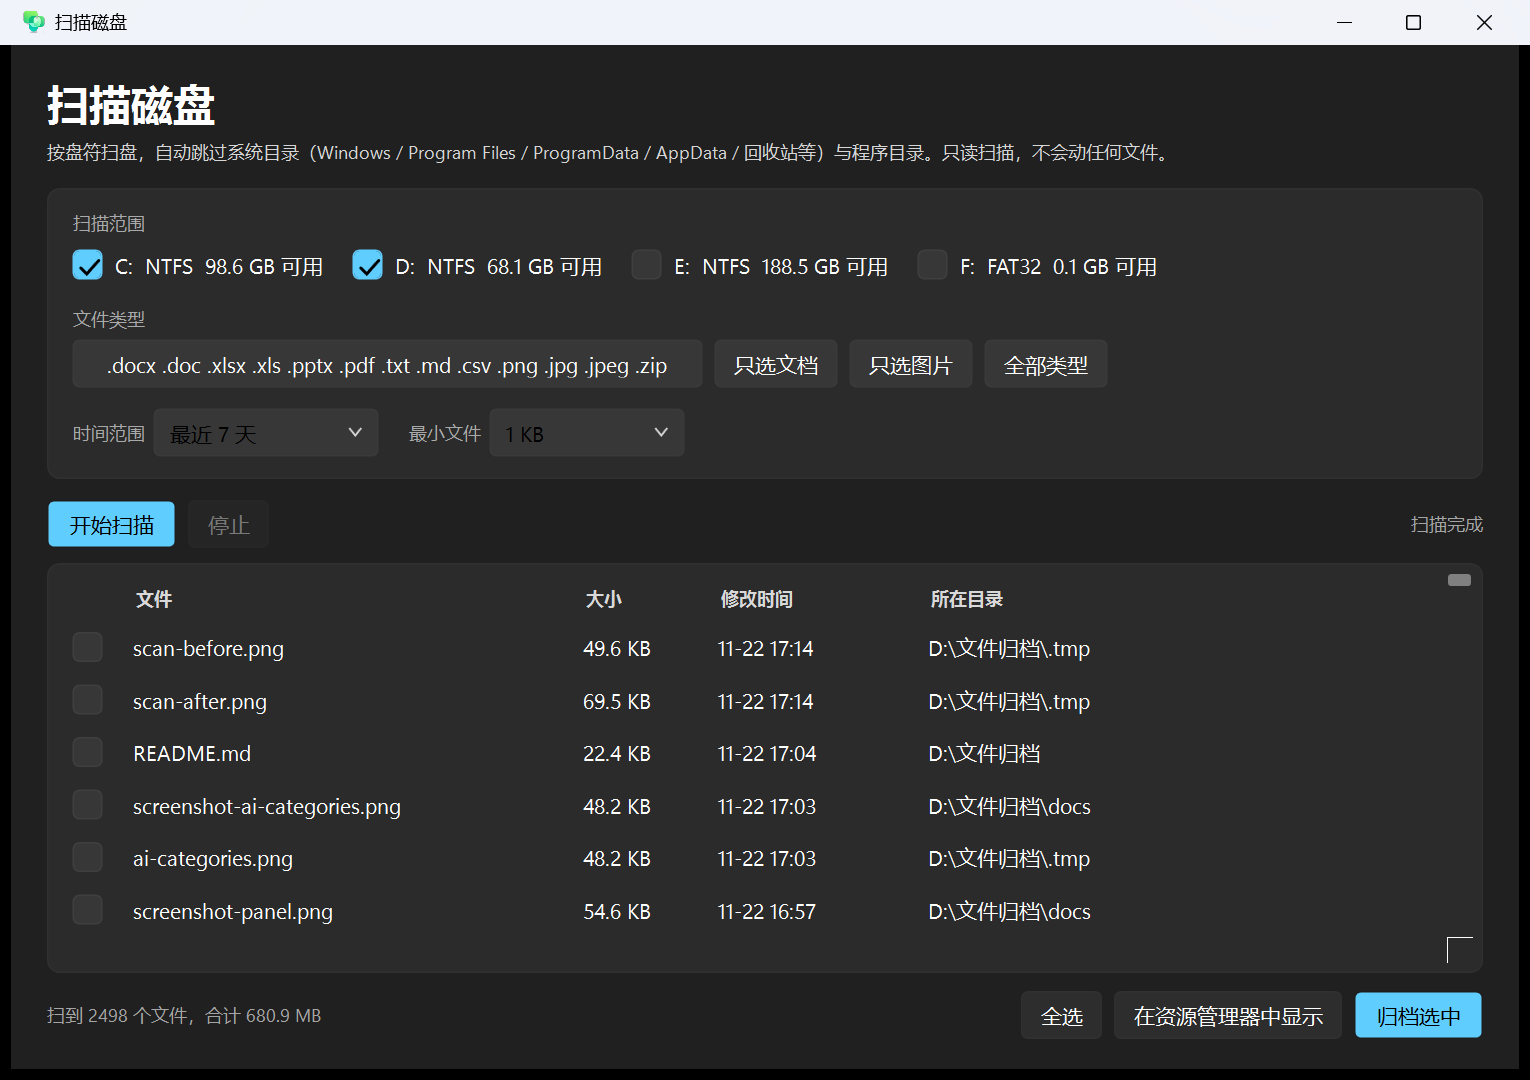 扫描磁盘
扫描磁盘
按盘符扫盘，自动跳过系统目录（Windows / Program Files / ProgramData / AppData / 回收站等）与程序目录。只读扫描，不会动任何文件。
扫描范围
C: NTFS 98.6 GB 可用 D: NTFS 68.1 GB 可用 E: NTFS 188.5 GB 可用 F: FAT32 0.1 GB 可用
文件类型
.docx .doc .xlsx .xls .pptx .pdf .txt .md .csv .png .jpg .jpeg .zip 只选文档 只选图片 全部类型
时间范围 最近 7 天 最小文件 1 KB
开始扫描 停止 扫描完成
文件 大小 修改时间 所在目录
scan-before.png 49.6 KB 11-22 17:14 D:\文件归档\.tmp
scan-after.png 69.5 KB 11-22 17:14 D:\文件归档\.tmp
README.md 22.4 KB 11-22 17:04 D:\文件归档
screenshot-ai-categories.png 48.2 KB 11-22 17:03 D:\文件归档\docs
ai-categories.png 48.2 KB 11-22 17:03 D:\文件归档\.tmp
screenshot-panel.png 54.6 KB 11-22 16:57 D:\文件归档\docs
扫到 2498 个文件，合计 680.9 MB 全选 在资源管理器中显示 归档选中